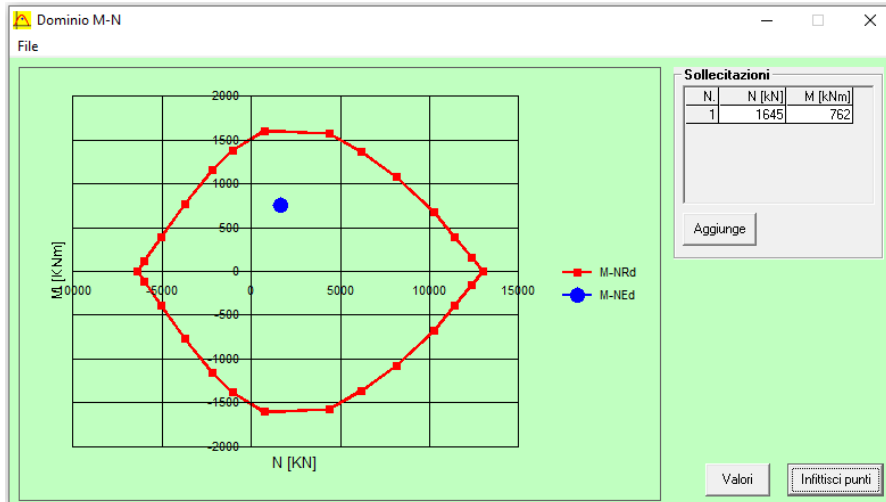 Dominio M-N
File
2000
1500
1000
500
0
-500
-1000
-1500
-2000
M [KNm]
10000
-5000
0
5000
10000
15000
N [KN]
M-NRd
M-NEd
Sollecitazioni
N. N [kN] M [kNm]
1 1645 762
Aggiunge
Valori
Infittisci punti